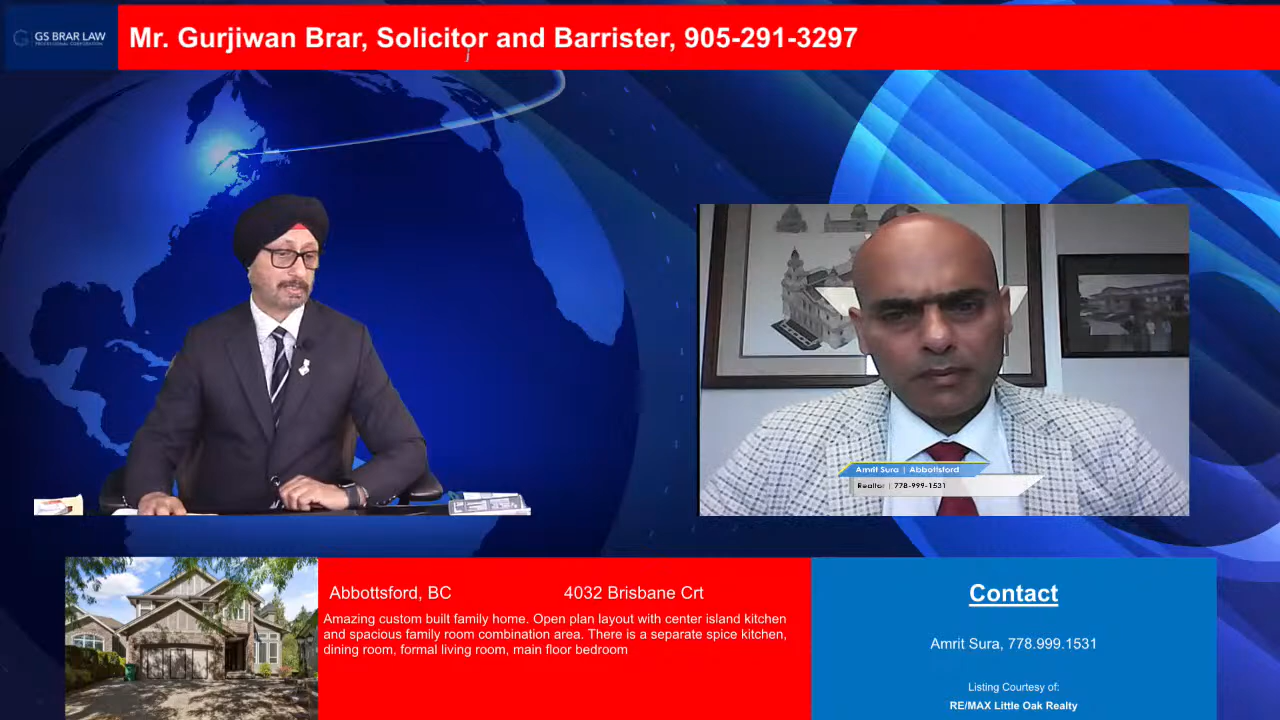 GS BRAR LAW
PROFESSIONAL CORPORATION
Mr. Gurjiwan Brar, Solicitor and Barrister, 905-291-3297
Amrit Sura | Abbottsford
Realtor | 778-999-1531
Abbotsford, BC
4032 Brisbane Crt
Amazing custom built family home. Open plan layout with center island kitchen
and spacious family room combination area. There is a separate spice kitchen,
dining room, formal living room, main floor bedroom
Contact
Amrit Sura, 778.999.1531
Listing Courtesy of:
RE/MAX Little Oak Realty